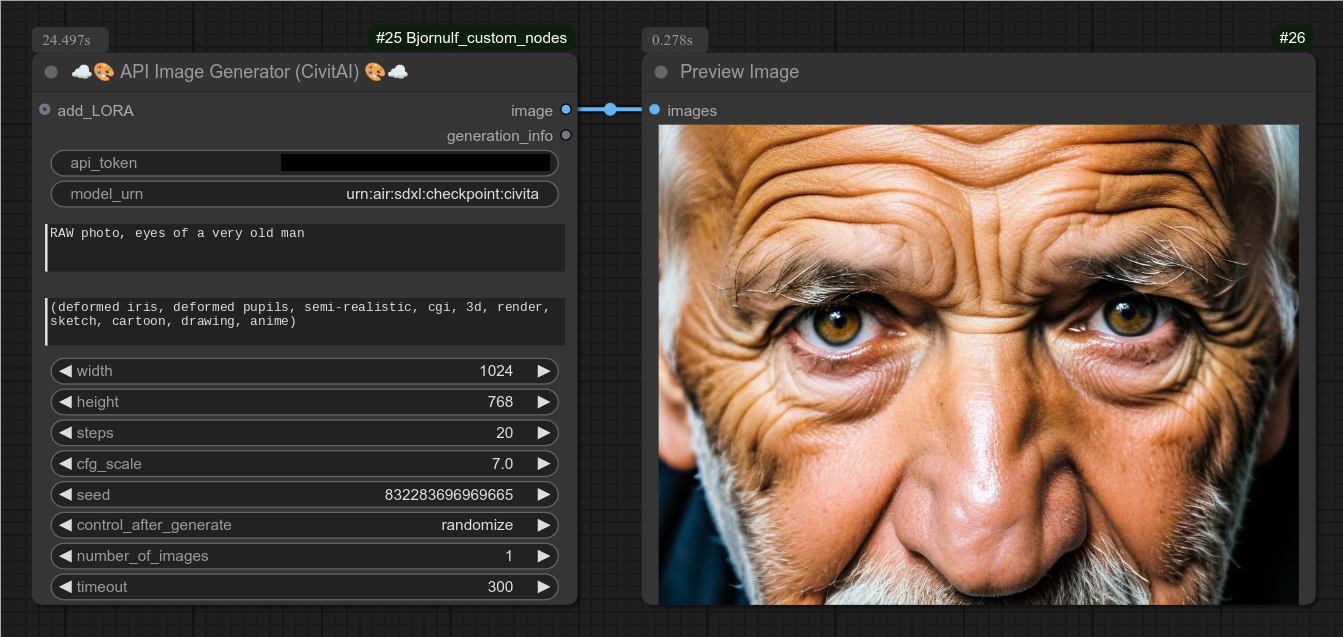 24.497s
#25 Bjornulf_custom_nodes
☁️🎨 API Image Generator (CivitAI) 🎨☁️
add_LORA
image
generation_info
api_token
model_urn urn:air:sdxl:checkpoint:civita
RAW photo, eyes of a very old man
(deformed iris, deformed pupils, semi-realistic, cgi, 3d, render,
sketch, cartoon, drawing, anime)
width 1024
height 768
steps 20
cfg_scale 7.0
seed 832283696969665
control_after_generate randomize
number_of_images 1
timeout 300
0.278s
#26
Preview Image
images